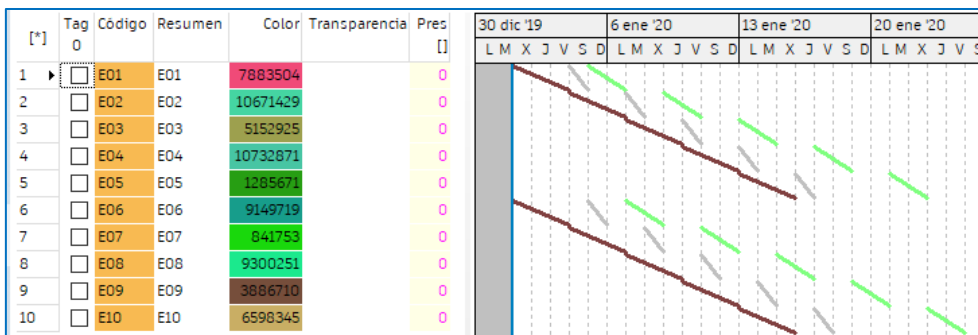 [*] Tag Código Resumen Color Transparencia Pres 30 dic '19 6 ene '20 13 ene '20 20 ene '20
0 [] L M X J V S D L M X J V S D L M X J V S D L M X J V S
1 E01 E01 7883504 0
2 E02 E02 10671429 0
3 E03 E03 5152925 0
4 E04 E04 10732871 0
5 E05 E05 1285671 0
6 E06 E06 9149719 0
7 E07 E07 841753 0
8 E08 E08 9300251 0
9 E09 E09 3886710 0
10 E10 E10 6598345 0